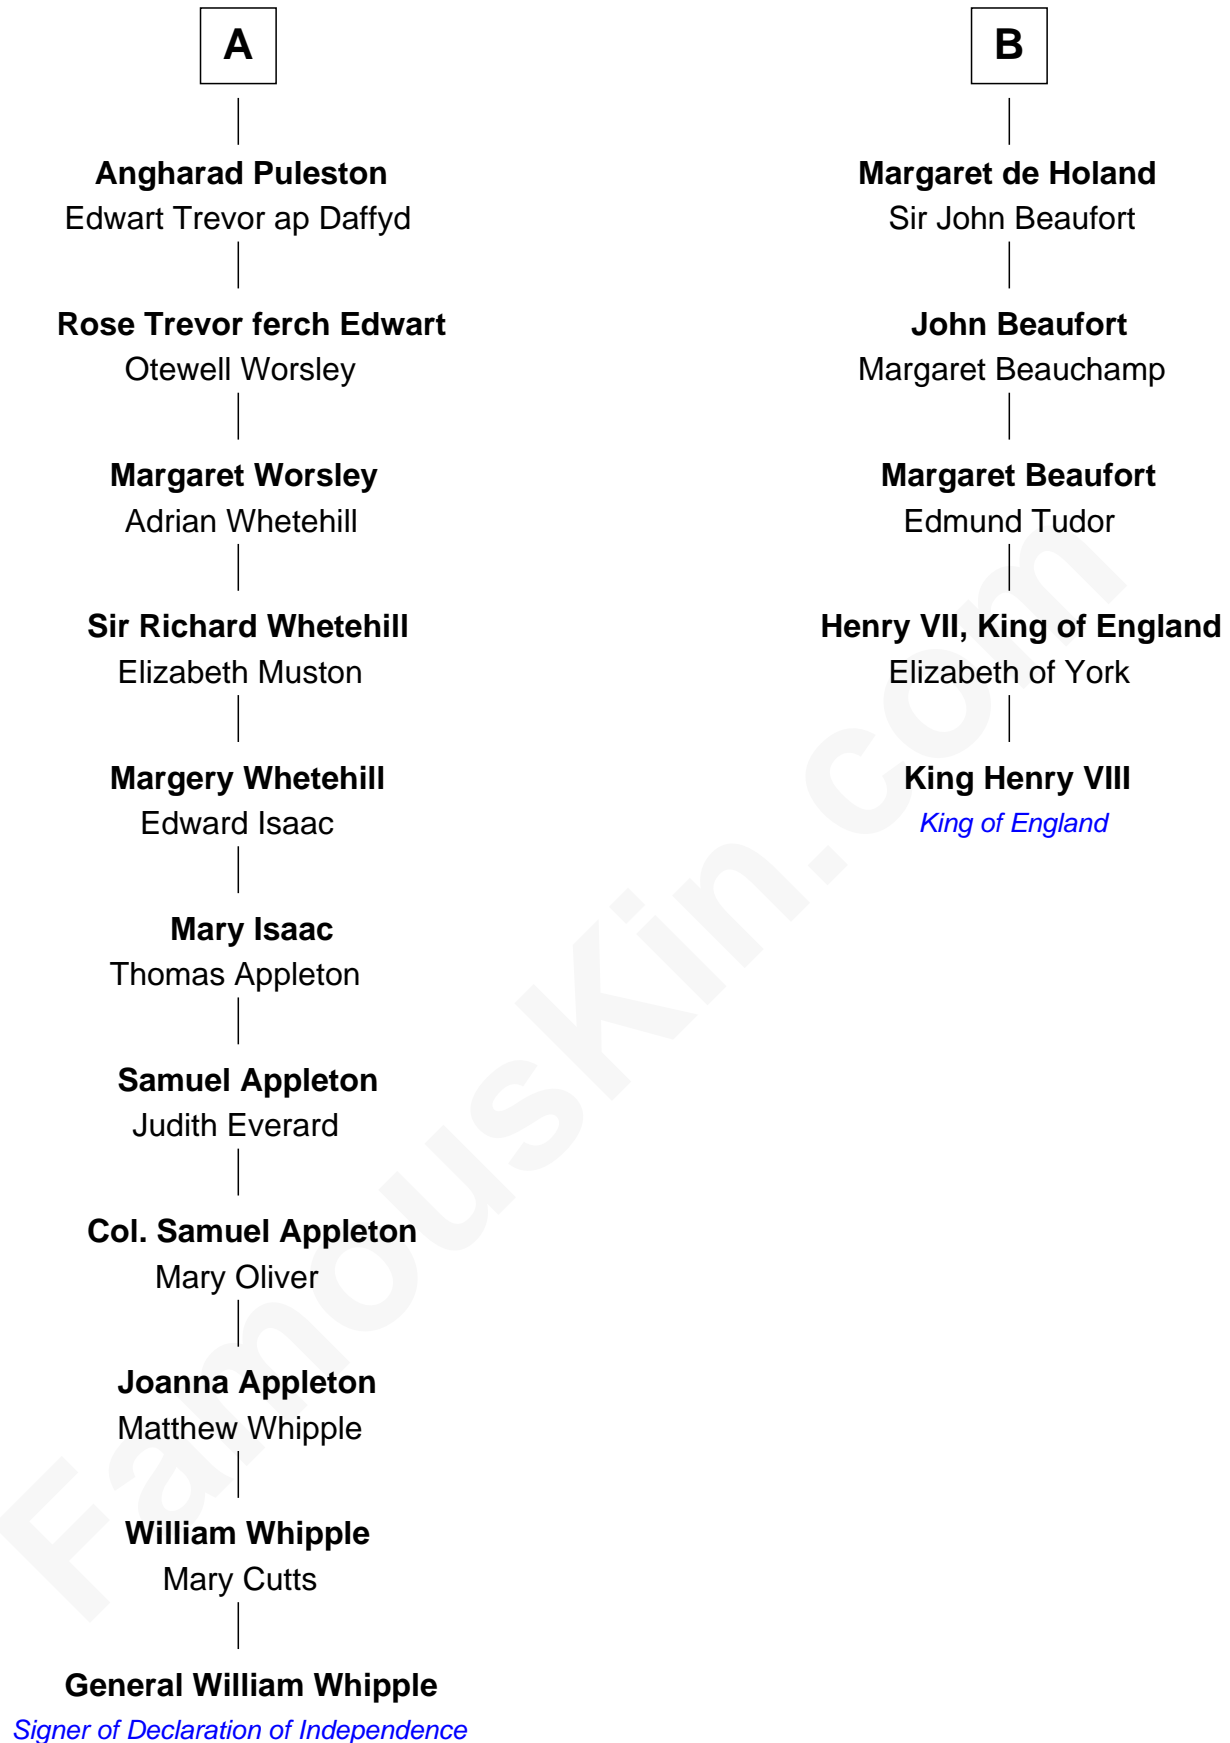 A
Angharad Puleston
Edwart Trevor ap Daffyd
Rose Trevor ferch Edwart
Otewell Worsley
Margaret Worsley
Adrian Whetehill
Sir Richard Whetehill
Elizabeth Muston
Margery Whetehill
Edward Isaac
Mary Isaac
Thomas Appleton
Samuel Appleton
Judith Everard
Col. Samuel Appleton
Mary Oliver
Joanna Appleton
Matthew Whipple
William Whipple
Mary Cutts
General William Whipple
Signer of Declaration of Independence
B
Margaret de Holand
Sir John Beaufort
John Beaufort
Margaret Beauchamp
Margaret Beaufort
Edmund Tudor
Henry VII, King of England
Elizabeth of York
King Henry VIII
King of England
FamousKin.com